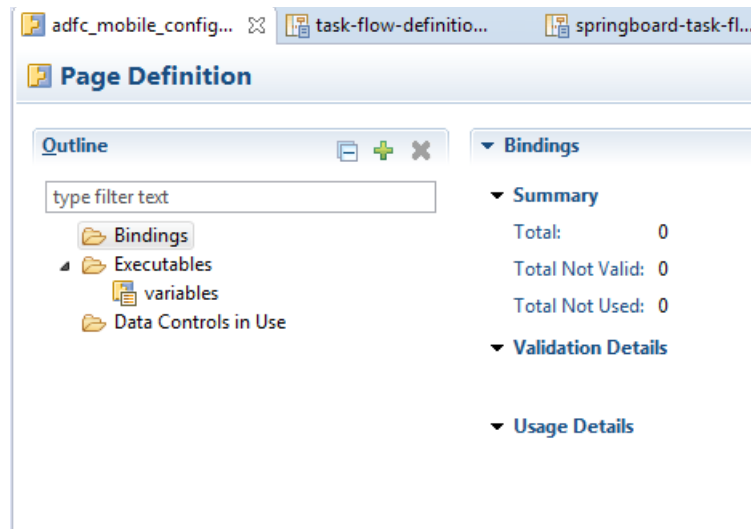 adfc_mobile_config... task-flow-definitio... springboard-task-fl...
Page Definition
Outline
type filter text
Bindings
Executables
variables
Data Controls in Use
Bindings
Summary
Total: 0
Total Not Valid: 0
Total Not Used: 0
Validation Details
Usage Details